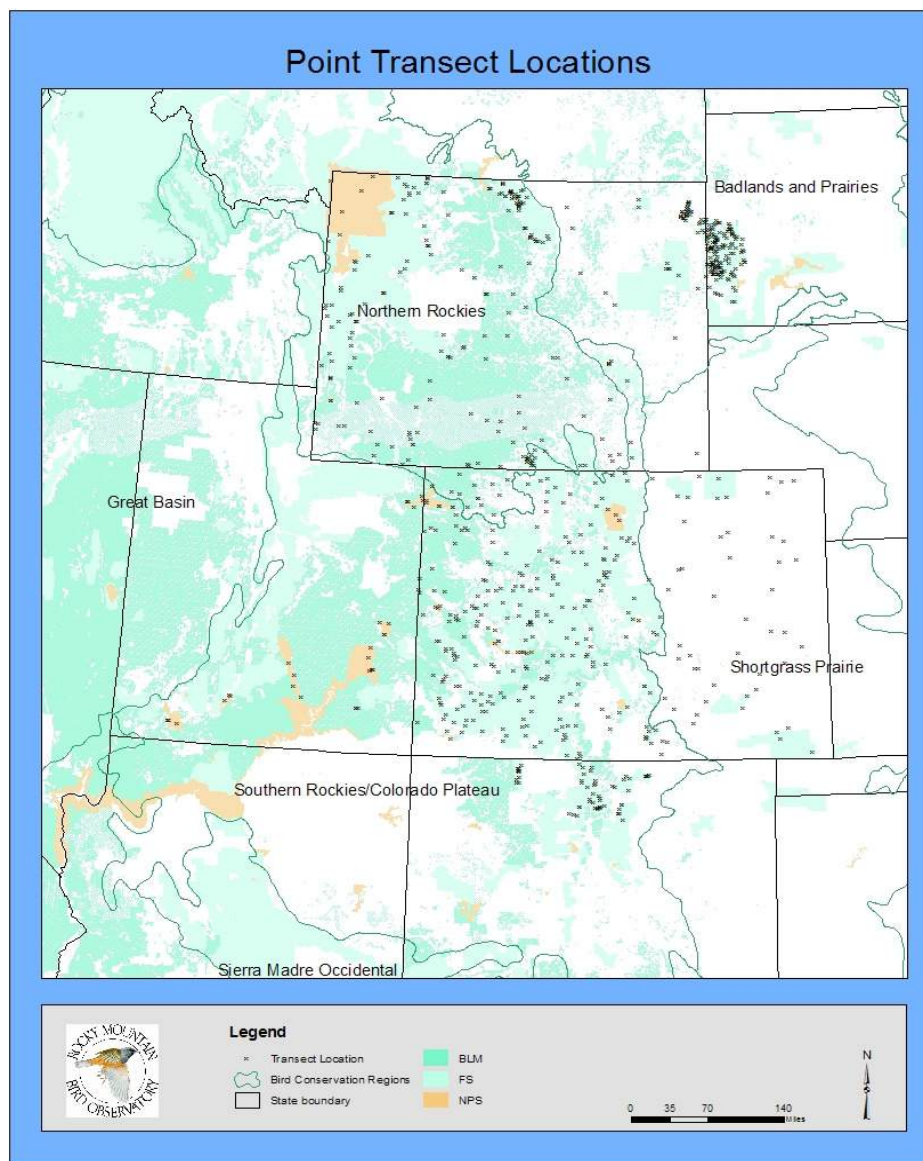 Point Transect Locations
Badlands and Prairies
Northern Rockies
Great Basin
Shortgrass Prairie
Southern Rockies/Colorado Plateau
Sierra Madre Occidental
ROCKY MOUNTAIN
BIRD OBSERVATORY
Legend
Transect Location
Bird Conservation Regions
State boundary
BLM
FS
NPS
0 35 70 140
Miles
N